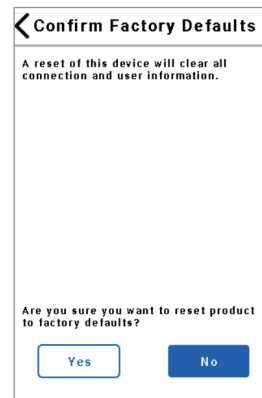 Confirm Factory Defaults
A reset of this device will clear all
connection and user information.
Are you sure you want to reset product
to factory defaults?
Yes
No